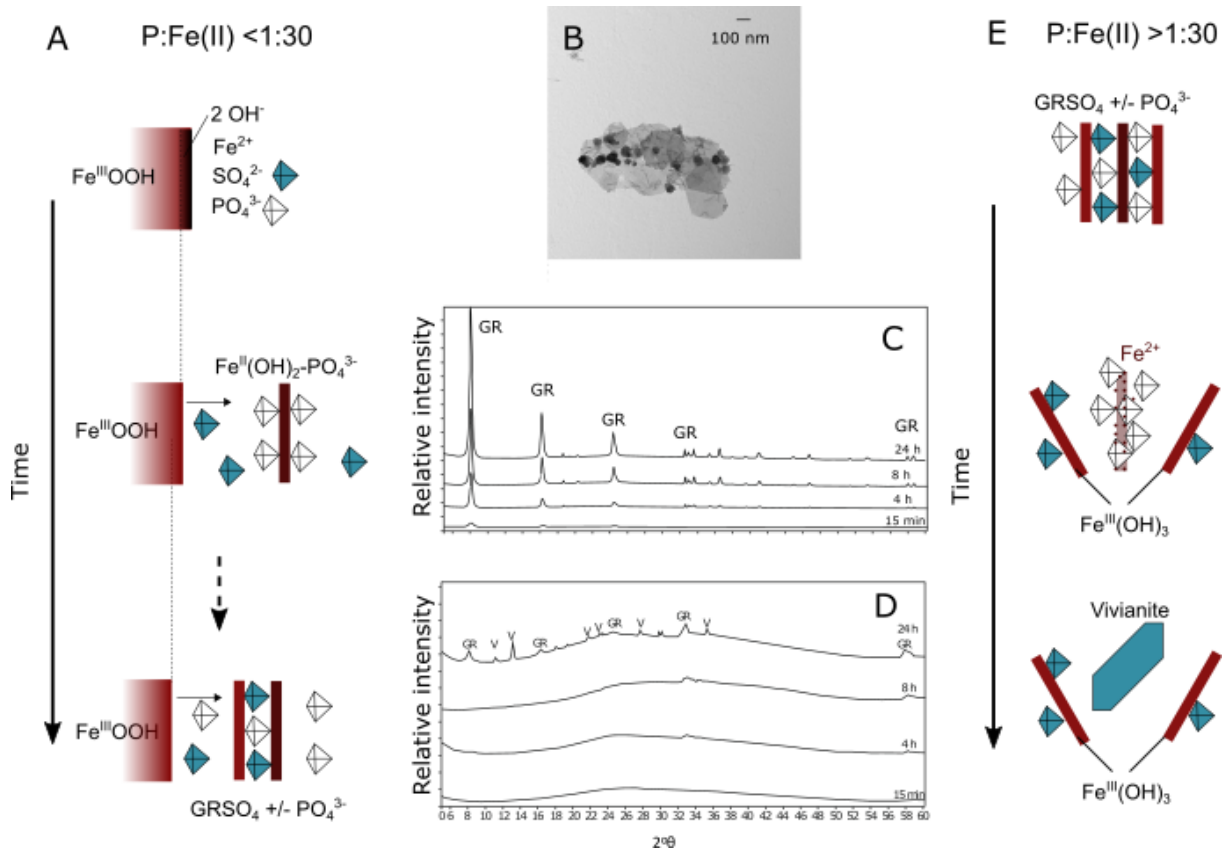 A
P:Fe(II) <1:30
2 OH⁻
Fe²⁺
SO₄²⁻
PO₄³⁻
FeᴵᴵᴵOOH
Feᴵᴵ(OH)₂-PO₄³⁻
FeᴵᴵᴵOOH
Time
FeᴵᴵᴵOOH
GRSO₄ +/- PO₄³⁻
B
100 nm
C
Relative intensity
GR
GR
GR
GR
GR
24 h
8 h
4 h
15 min
D
Relative intensity
GR
V
V
GR
V
V
GR
V
GR
V
GR
24 h
8 h
4 h
15 min
0 6 8 10 12 14 16 18 20 22 24 26 28 30 32 34 36 38 40 42 44 46 48 50 52 54 56 58 60
2°θ
E
P:Fe(II) >1:30
GRSO₄ +/- PO₄³⁻
Fe²⁺
Time
Feᴵᴵᴵ(OH)₃
Vivianite
Feᴵᴵᴵ(OH)₃